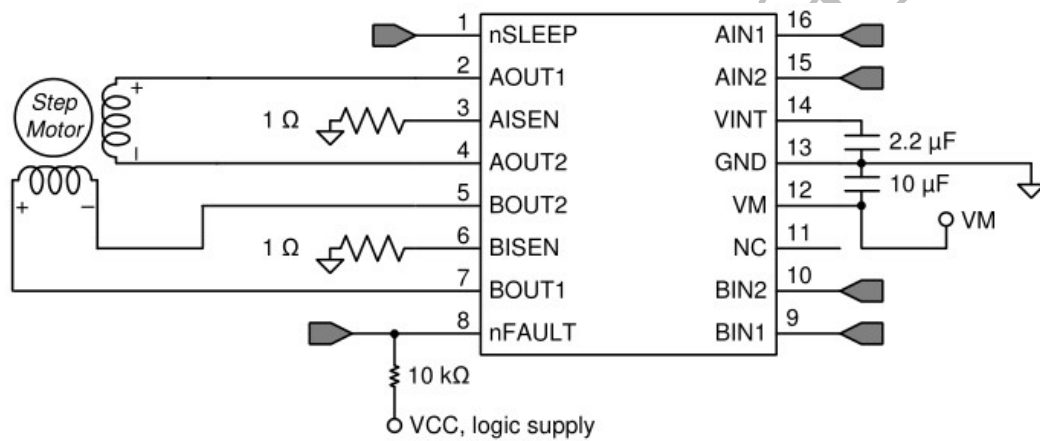 1 nSLEEP AIN1 16
2 AOUT1 AIN2 15
Step
Motor
+
−
1 Ω
3 AISEN VINT 14
2.2 µF
4 AOUT2 GND 13
10 µF
5 BOUT2 VM 12
+ −
VM
1 Ω
6 BISEN NC 11
7 BOUT1 BIN2 10
8 nFAULT BIN1 9
10 kΩ
VCC, logic supply